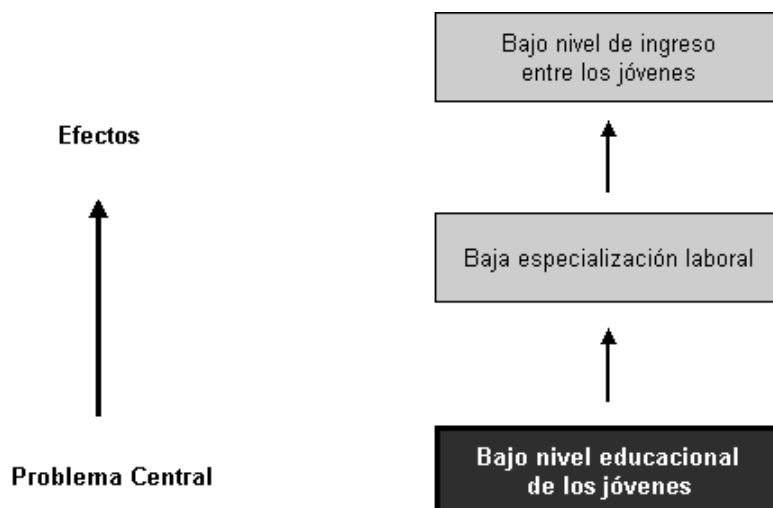 Bajo nivel de ingreso
entre los jóvenes
Efectos
Baja especialización laboral
Problema Central
Bajo nivel educacional
de los jóvenes